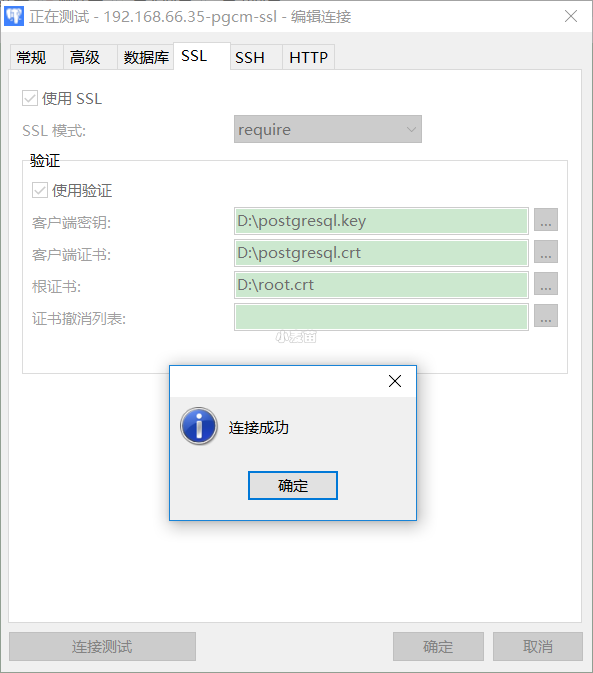 正在测试 - 192.168.66.35-pgcm-ssl - 编辑连接
常规 高级 数据库 SSL SSH HTTP
使用 SSL
SSL 模式: require
验证
使用验证
客户端密钥: D:\postgresql.key ...
客户端证书: D:\postgresql.crt ...
根证书: D:\root.crt ...
证书撤消列表: ...
连接成功
确定
连接测试 确定 取消